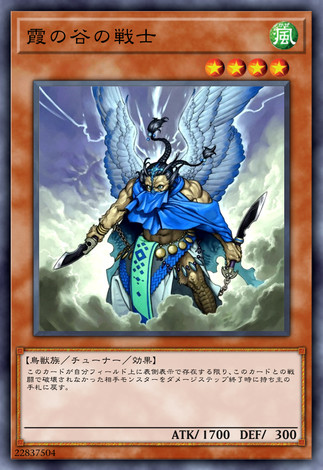 霞の谷の戦士
風
【鳥獣族／チューナー／効果】
このカードが自分フィールド上に表側表示で存在する限り、このカードとの戦
闘で破壊されなかった相手モンスターをダメージステップ終了時に持ち主の
手札に戻す。
ATK/ 1700 DEF/ 300
22837504